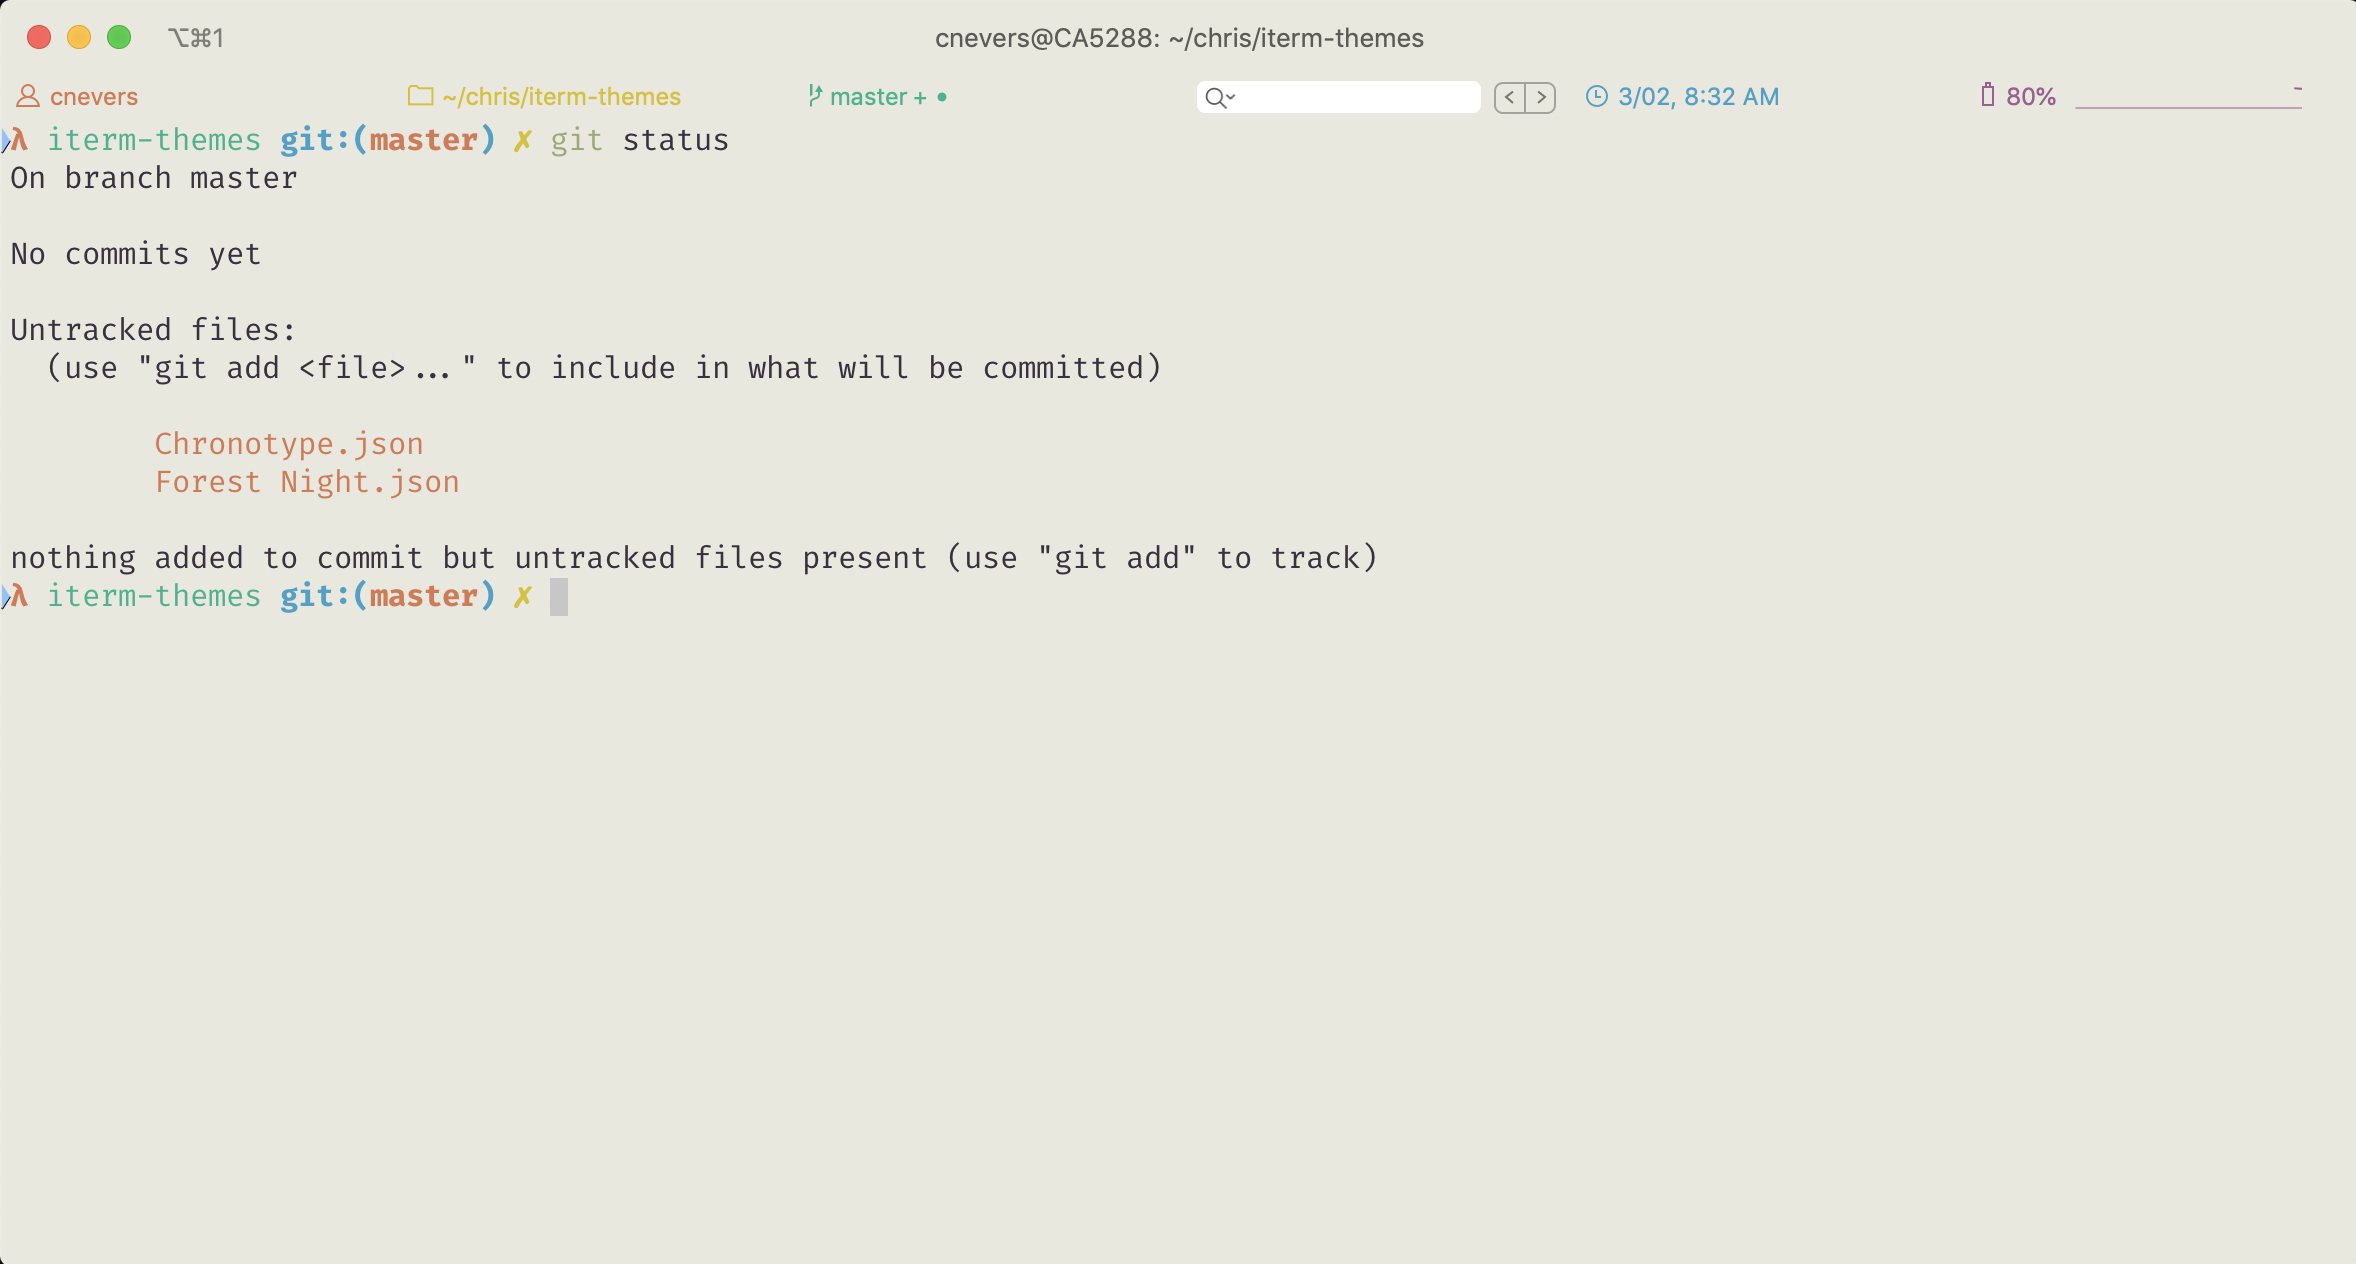 ⌥⌘1 cnevers@CA5288: ~/chris/iterm-themes
cnevers ~/chris/iterm-themes master + • 3/02, 8:32 AM 80%
λ iterm-themes git:(master) ✗ git status
On branch master
No commits yet
Untracked files:
  (use "git add <file>..." to include in what will be committed)
        Chronotype.json
        Forest Night.json
nothing added to commit but untracked files present (use "git add" to track)
λ iterm-themes git:(master) ✗